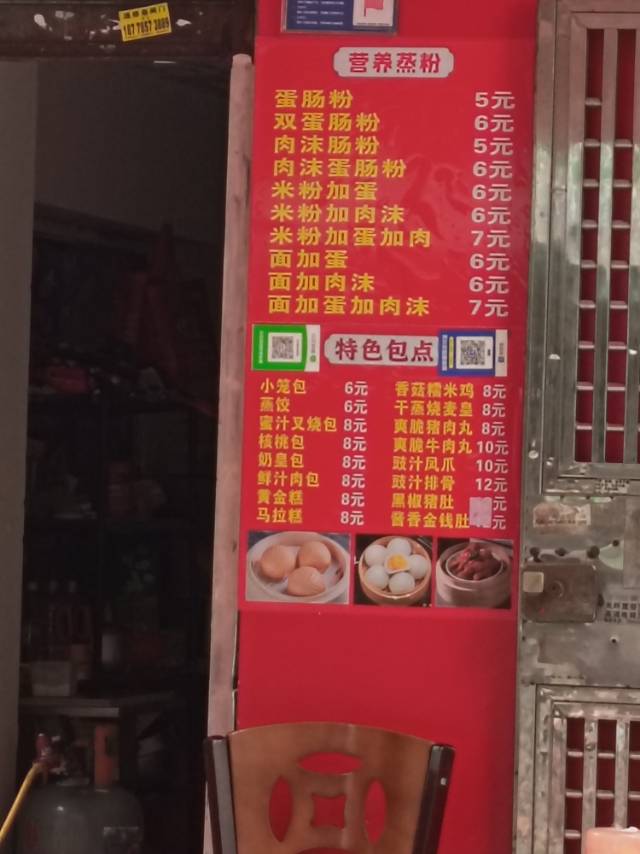 营养蒸粉
蛋肠粉 5元
双蛋肠粉 6元
肉沫肠粉 5元
肉沫蛋肠粉 6元
米粉加蛋 6元
米粉加肉沫 6元
米粉加蛋加肉 7元
面加蛋 6元
面加肉沫 6元
面加蛋加肉沫 7元
特色包点
小笼包 6元
蒸饺 6元
蜜汁叉烧包 8元
核桃包 8元
奶皇包 8元
鲜汁肉包 8元
黄金糕 8元
马拉糕 8元
香菇糯米鸡 8元
干蒸烧麦皇 8元
爽脆猪肉丸 8元
爽脆牛肉丸 10元
豉汁凤爪 10元
豉汁排骨 12元
黑椒猪肚 元
酱香金钱肚 元